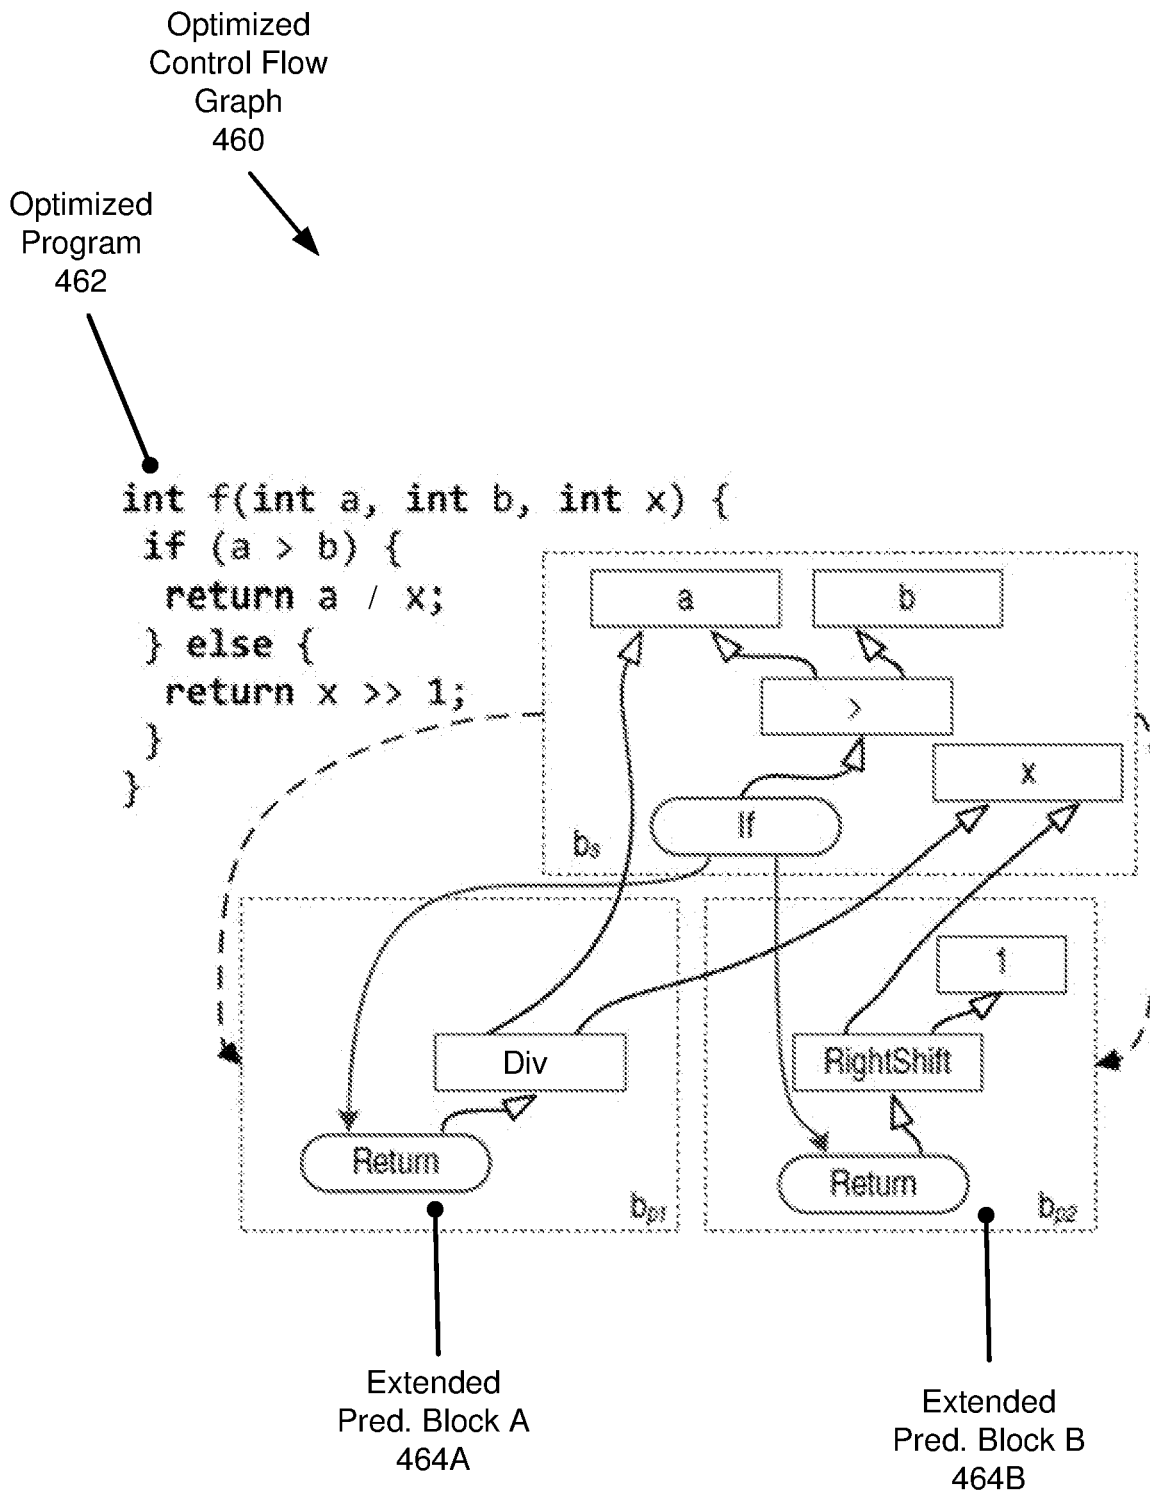 Optimized
Control Flow
Graph
460
Optimized
Program
462
int f(int a, int b, int x) {
if (a > b) {
return a / x;
} else {
return x >> 1;
}
}
a
b
>
x
If
bs
1
Div
RightShift
Return
Return
bp1
bp2
Extended
Pred. Block A
464A
Extended
Pred. Block B
464B